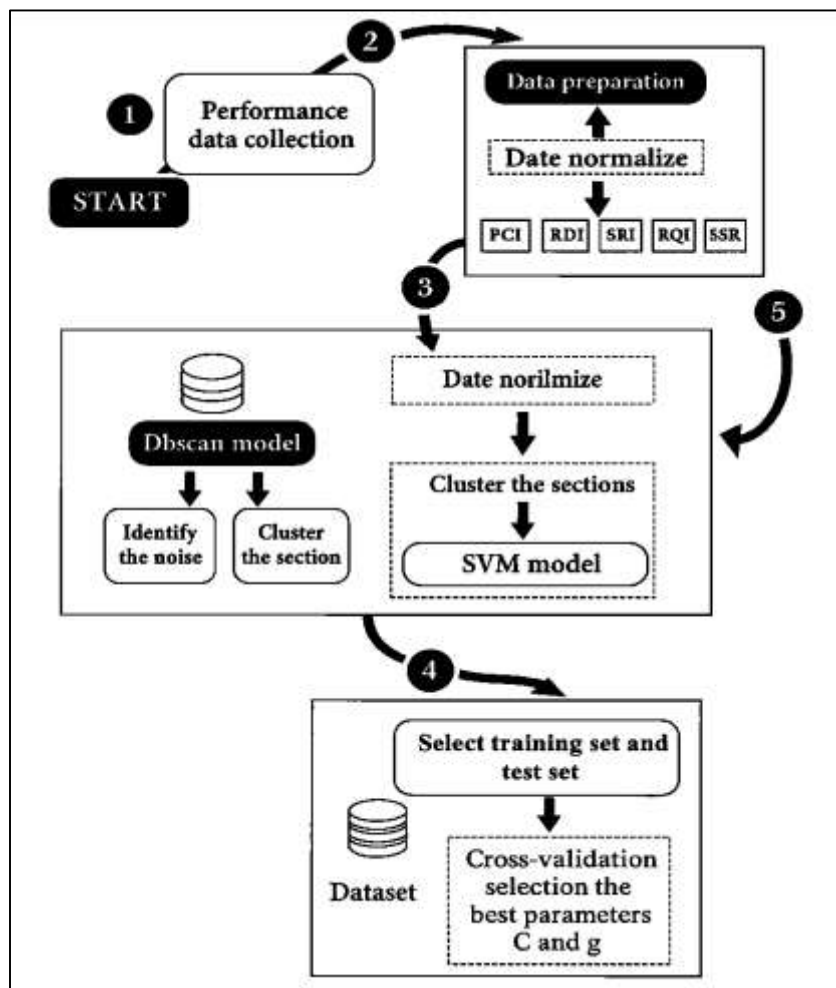 2
1
Performance
data collection
START
Data preparation
Date normalize
PCI
RDI
SRI
RQI
SSR
3
5
Dbscan model
Identify
the noise
Cluster
the section
Date norilmize
Cluster the sections
SVM model
4
Select training set and
test set
Dataset
Cross-validation
selection the
best parameters
C and g